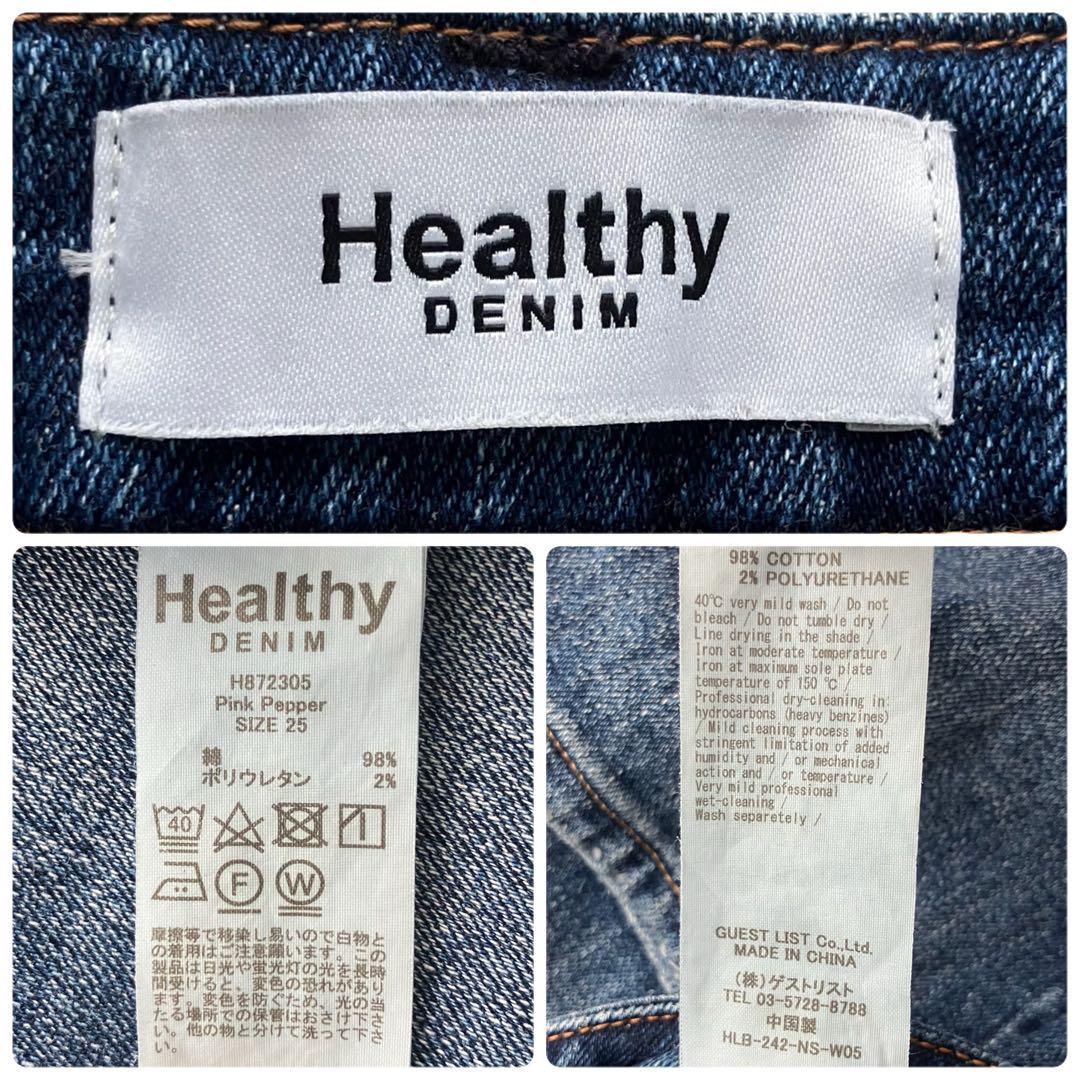 Healthy
DENIM
Healthy
DENIM
H872305
Pink Pepper
SIZE 25
綿 98%
ポリウレタン 2%
40
F W
摩擦等で移染し易いので白物と
の着用はご注意願います。この
製品は日光や蛍光灯の光を長時
間受けると、変色の恐れがあり
ます。変色を防ぐため、光の当
たる場所での保管はおさけ下さ
い。他の物と分けて洗って下さ
い。
98% COTTON
2% POLYURETHANE
40℃ very mild wash / Do not
bleach / Do not tumble dry /
Line drying in the shade /
Iron at moderate temperature /
Iron at maximum sole plate
temperature of 150 ℃ /
Professional dry-cleaning in
hydrocarbons (heavy benzines)
/ Mild cleaning process with
stringent limitation of added
humidity and / or mechanical
action and / or temperature /
Very mild professional
wet-cleaning /
Wash separetely /
GUEST LIST Co.,Ltd.
MADE IN CHINA
(株)ゲストリスト
TEL 03-5728-8788
中国製
HLB-242-NS-W05